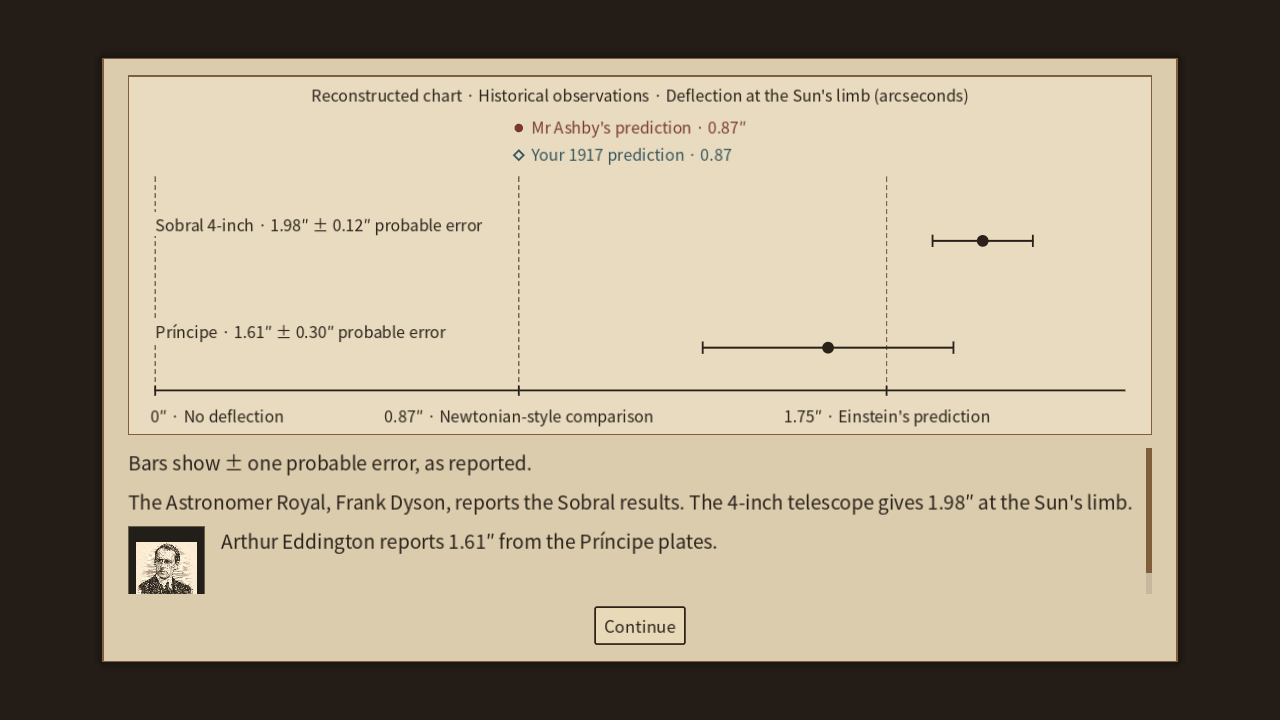 Reconstructed chart · Historical observations · Deflection at the Sun's limb (arcseconds)
Mr Ashby's prediction · 0.87″
Your 1917 prediction · 0.87
Sobral 4-inch · 1.98″ ± 0.12″ probable error
Príncipe · 1.61″ ± 0.30″ probable error
0″ · No deflection
0.87″ · Newtonian-style comparison
1.75″ · Einstein's prediction
Bars show ± one probable error, as reported.
The Astronomer Royal, Frank Dyson, reports the Sobral results. The 4-inch telescope gives 1.98″ at the Sun's limb.
Arthur Eddington reports 1.61″ from the Príncipe plates.
Continue